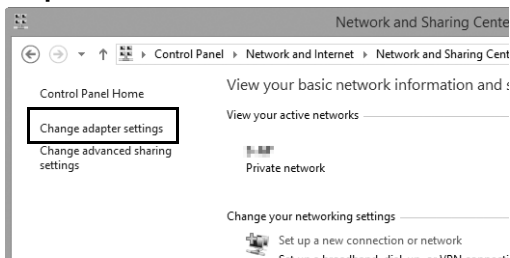 Network and Sharing Cente
Control Panel Network and Internet Network and Sharing Cent
Control Panel Home
Change adapter settings
Change advanced sharing
settings
View your basic network information and s
View your active networks
Private network
Change your networking settings
Set up a new connection or network